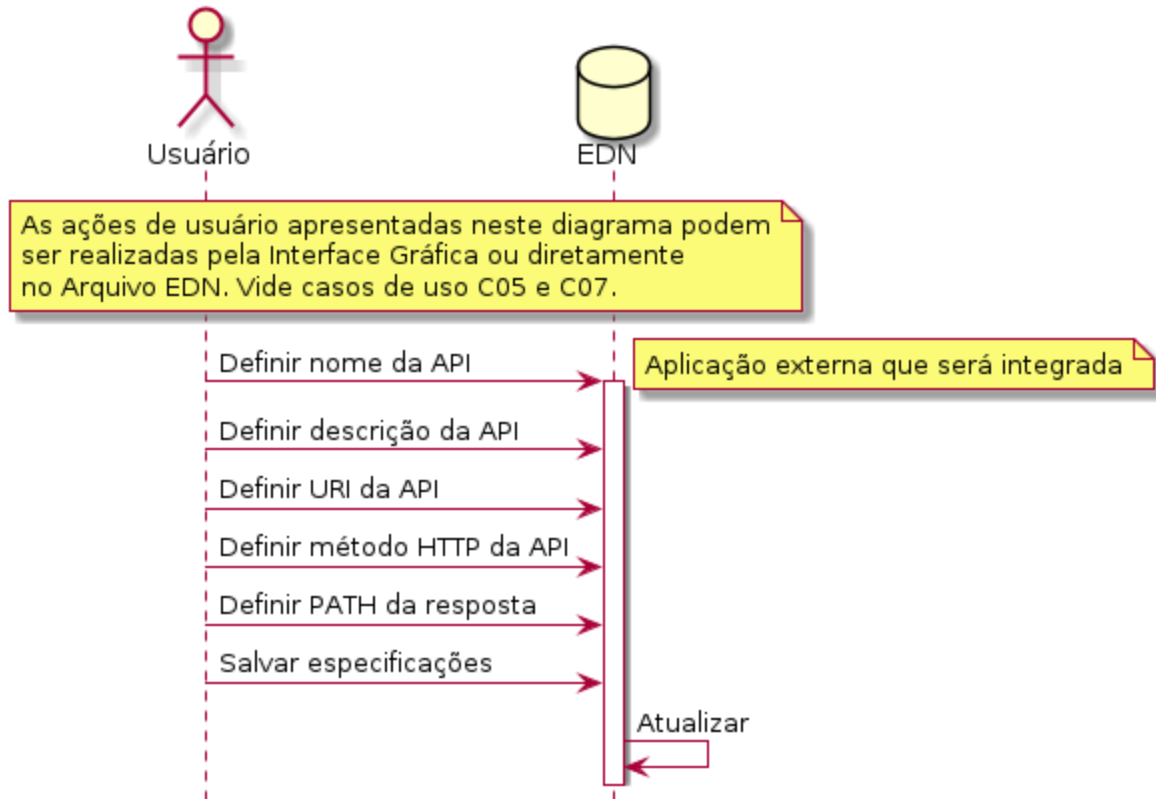 Usuário
EDN
As ações de usuário apresentadas neste diagrama podem
ser realizadas pela Interface Gráfica ou diretamente
no Arquivo EDN. Vide casos de uso C05 e C07.
Definir nome da API
Aplicação externa que será integrada
Definir descrição da API
Definir URI da API
Definir método HTTP da API
Definir PATH da resposta
Salvar especificações
Atualizar